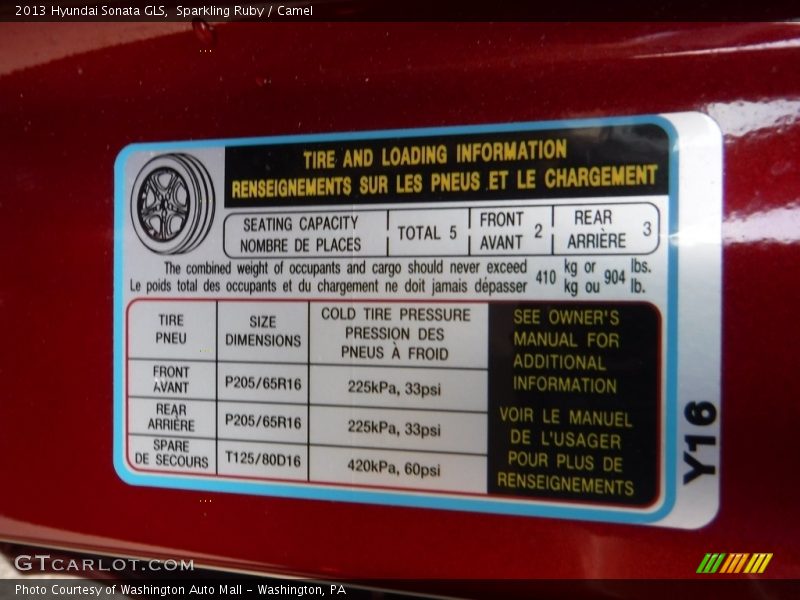 2013 Hyundai Sonata GLS, Sparkling Ruby / Camel
TIRE AND LOADING INFORMATION
RENSEIGNEMENTS SUR LES PNEUS ET LE CHARGEMENT
SEATING CAPACITY
NOMBRE DE PLACES
TOTAL 5
FRONT
AVANT
2
REAR
ARRIÈRE
3
The combined weight of occupants and cargo should never exceed 410 kg or 904 lbs.
Le poids total des occupants et du chargement ne doit jamais dépasser kg ou lb.
TIRE
PNEU
SIZE
DIMENSIONS
COLD TIRE PRESSURE
PRESSION DES
PNEUS À FROID
FRONT
AVANT
P205/65R16
225kPa, 33psi
REAR
ARRIÈRE
P205/65R16
225kPa, 33psi
SPARE
DE SECOURS
T125/80D16
420kPa, 60psi
SEE OWNER'S
MANUAL FOR
ADDITIONAL
INFORMATION
VOIR LE MANUEL
DE L'USAGER
POUR PLUS DE
RENSEIGNEMENTS
Y16
GTCARLOT.COM
Photo Courtesy of Washington Auto Mall - Washington, PA